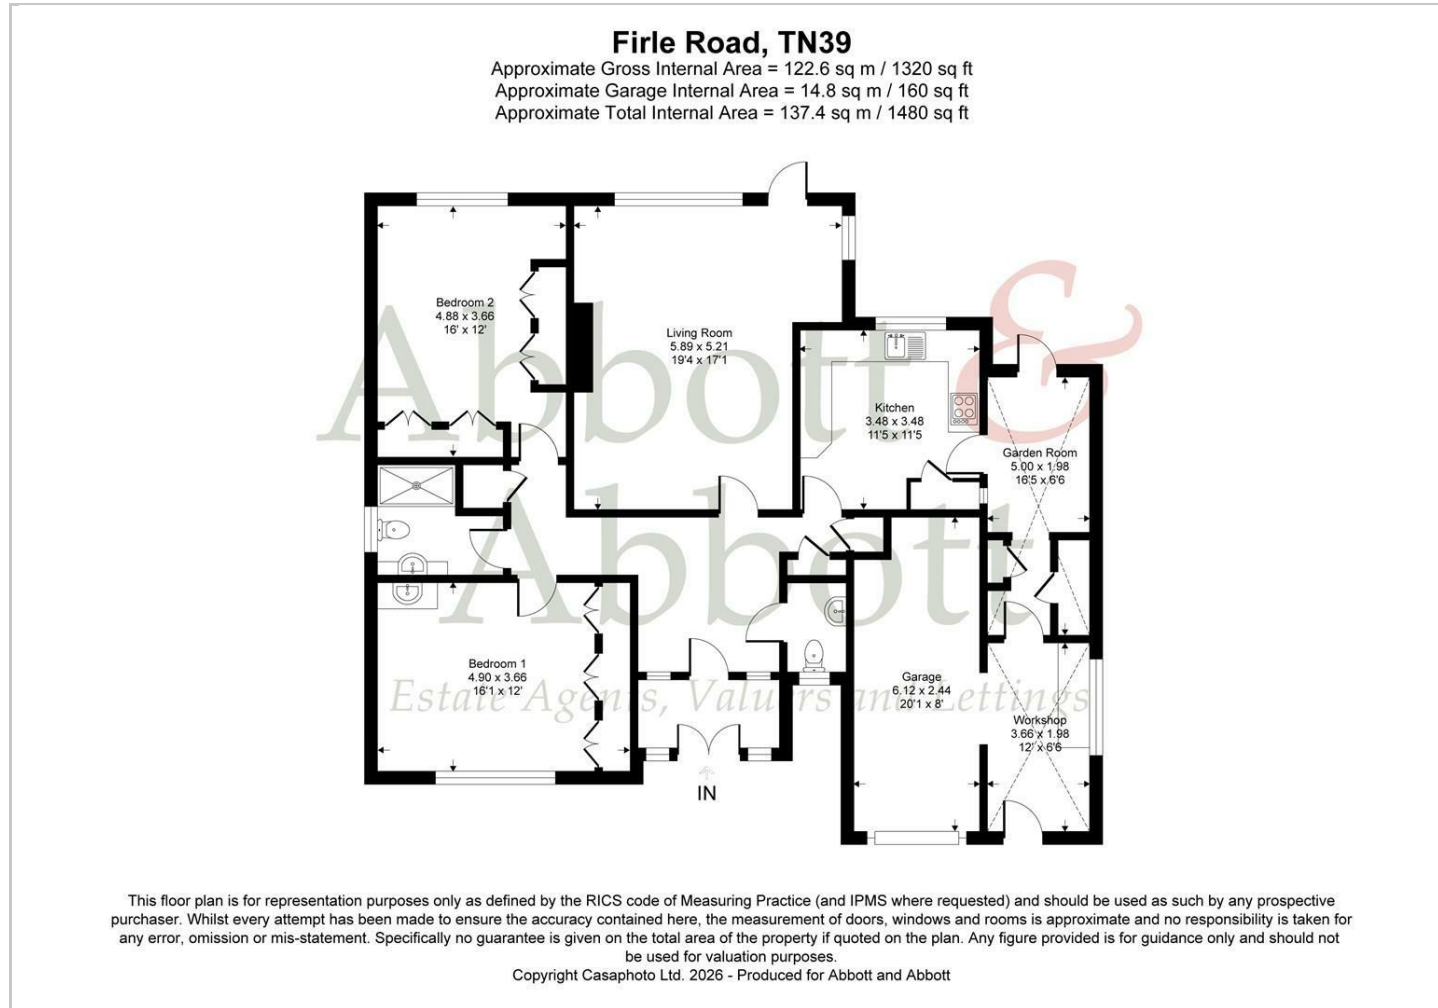 Firle Road, TN39
Approximate Gross Internal Area = 122.6 sq m / 1320 sq ft
Approximate Garage Internal Area = 14.8 sq m / 160 sq ft
Approximate Total Internal Area = 137.4 sq m / 1480 sq ft
Bedroom 2
4.88 x 3.66
16' x 12'
Living Room
5.89 x 5.21
19'4 x 17'1
Kitchen
3.48 x 3.48
11'5 x 11'5
Garden Room
5.00 x 1.98
16'5 x 6'6
Bedroom 1
4.90 x 3.66
16'1 x 12'
Garage
6.12 x 2.44
20'1 x 8'
Workshop
3.66 x 1.98
12' x 6'6
IN
Abbott &
Abbott
Estate Agents, Valuers and Lettings
This floor plan is for representation purposes only as defined by the RICS code of Measuring Practice (and IPMS where requested) and should be used as such by any prospective
purchaser. Whilst every attempt has been made to ensure the accuracy contained here, the measurement of doors, windows and rooms is approximate and no responsibility is taken for
any error, omission or mis-statement. Specifically no guarantee is given on the total area of the property if quoted on the plan. Any figure provided is for guidance only and should not
be used for valuation purposes.
Copyright Casaphoto Ltd. 2026 - Produced for Abbott and Abbott